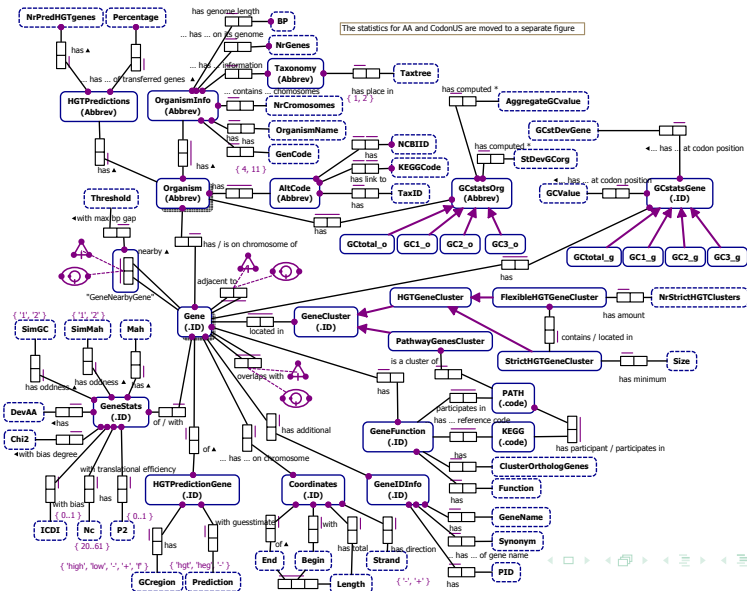 NrPredHGTgenes
Percentage
has genome length
BP
The statistics for AA and CodonUS are moved to a separate figure
has ▲
... has ... on its genome
NrGenes
... has ... of transferred genes ▲
... has ... information
Taxonomy
(Abbrev)
Taxtree
has place in
HGTPredictions
(Abbrev)
OrganismInfo
(Abbrev)
... contains ... chromosomes
NrCromosomes
{ 1, 2 }
has computed *
AggregateGCvalue
has
OrganismName
GCstDevGene
has
GenCode
{ 4, 11 }
NCBIID
has
has computed *
StDevGCorg
◄... has ... at codon position
has ▲
has ▲
KEGGCode
has link to
... has ... at codon position
Organism
(Abbrev)
has
AltCode
(Abbrev)
TaxID
has
GCstatsOrg
(Abbrev)
GCValue
GCstatsGene
(.ID)
Threshold
◄with max bp gap
has
has / is on chromosome of
nearby ▲
GCtotal_o
GC1_o
GC2_o
GC3_o
GCtotal_g
GC1_g
GC2_g
GC3_g
has
adjacent to
"GeneNearbyGene"
Gene
(.ID)
located in
GeneCluster
(.ID)
HGTGeneCluster
FlexibleHGTGeneCluster
has amount
NrStrictHGTClusters
{ '1', '2' }
{ '1', '2' }
SimGC
SimMah
Mah
contains / located in
PathwayGenesCluster
is a cluster of
StrictHGTGeneCluster
has minimum
Size
overlaps with
has oddness ▲
has oddness ▲
has ▲
has
DevAA
◄has
GeneStats
(.ID)
of / with
participates in
PATH
(.code)
has additional
has ... reference code
Chi2
◄with bias degree
GeneFunction
(.ID)
KEGG
(.code)
has participant / participates in
of ▲
... has ... on chromosome
with translational efficiency
has
ClusterOrthologGenes
with bias
HGTPredictionGene
(.ID)
Coordinates
(.ID)
GeneIDInfo
(.ID)
has
Function
{ 0..1 }
{ 0..1 }
with guesstimate
ICDI
Nc
P2
{ 20..61 }
has
of ▲
with
has total
has direction
has
GeneName
has
Synonym
... has ... of gene name
{ 'high', 'low', '-', '+', 'f' }
{ 'hgt', 'heg', '-' }
End
Begin
Strand
has
PID
GCregion
Prediction
Length
{ '-', '+' }